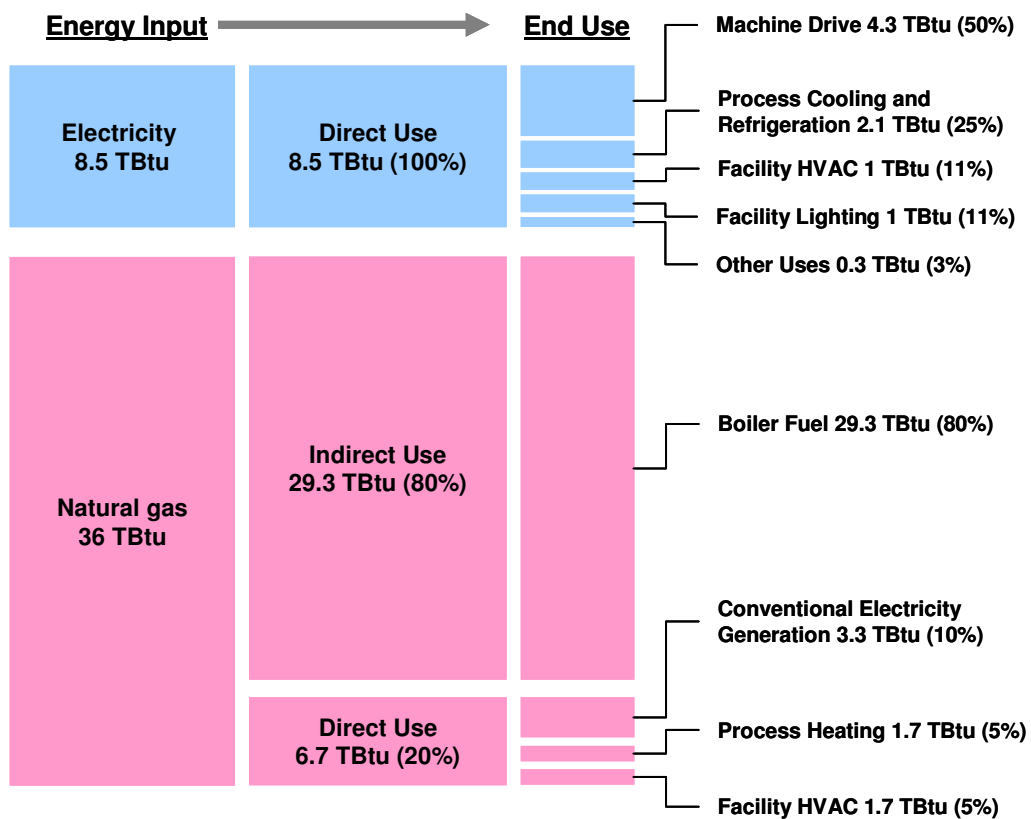 Energy Input
End Use
Electricity
8.5 TBtu
Direct Use
8.5 TBtu (100%)
Machine Drive 4.3 TBtu (50%)
Process Cooling and
Refrigeration 2.1 TBtu (25%)
Facility HVAC 1 TBtu (11%)
Facility Lighting 1 TBtu (11%)
Other Uses 0.3 TBtu (3%)
Natural gas
36 TBtu
Indirect Use
29.3 TBtu (80%)
Boiler Fuel 29.3 TBtu (80%)
Direct Use
6.7 TBtu (20%)
Conventional Electricity
Generation 3.3 TBtu (10%)
Process Heating 1.7 TBtu (5%)
Facility HVAC 1.7 TBtu (5%)